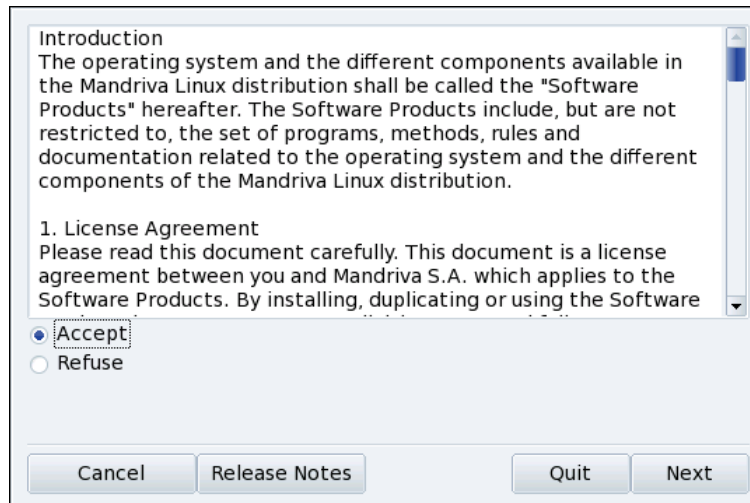 Introduction
The operating system and the different components available in
the Mandriva Linux distribution shall be called the "Software
Products" hereafter. The Software Products include, but are not
restricted to, the set of programs, methods, rules and
documentation related to the operating system and the different
components of the Mandriva Linux distribution.
1. License Agreement
Please read this document carefully. This document is a license
agreement between you and Mandriva S.A. which applies to the
Software Products. By installing, duplicating or using the Software
Accept
Refuse
Cancel
Release Notes
Quit
Next